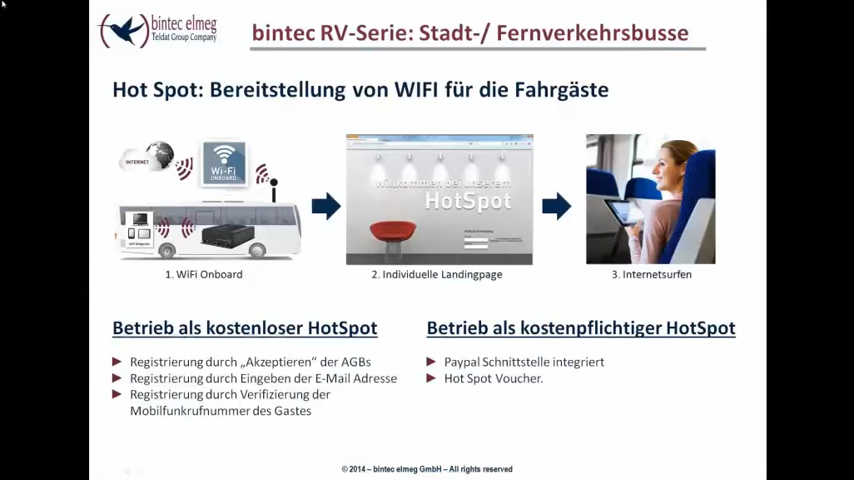 bintec elmeg
Teldat Group Company
bintec RV-Serie: Stadt-/ Fernverkehrsbusse
Hot Spot: Bereitstellung von WIFI für die Fahrgäste
INTERNET
Wi-Fi
ONBOARD
Willkommen bei unserem
HotSpot
1. WiFi Onboard
2. Individuelle Landingpage
3. Internetsurfen
Betrieb als kostenloser HotSpot
Registrierung durch „Akzeptieren“ der AGBs
Registrierung durch Eingeben der E-Mail Adresse
Registrierung durch Verifizierung der
Mobilfunkrufnummer des Gastes
Betrieb als kostenpflichtiger HotSpot
Paypal Schnittstelle integriert
Hot Spot Voucher.
© 2014 – bintec elmeg GmbH – All rights reserved